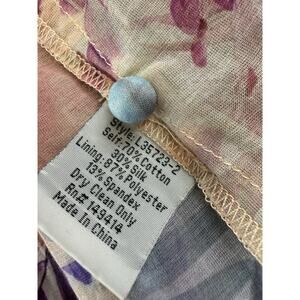 Style: L35723-2
Self: 70% Cotton
30% Silk
Lining: 87% Polyester
13% Spandex
Dry Clean Only
Rn# 149414
Made In China